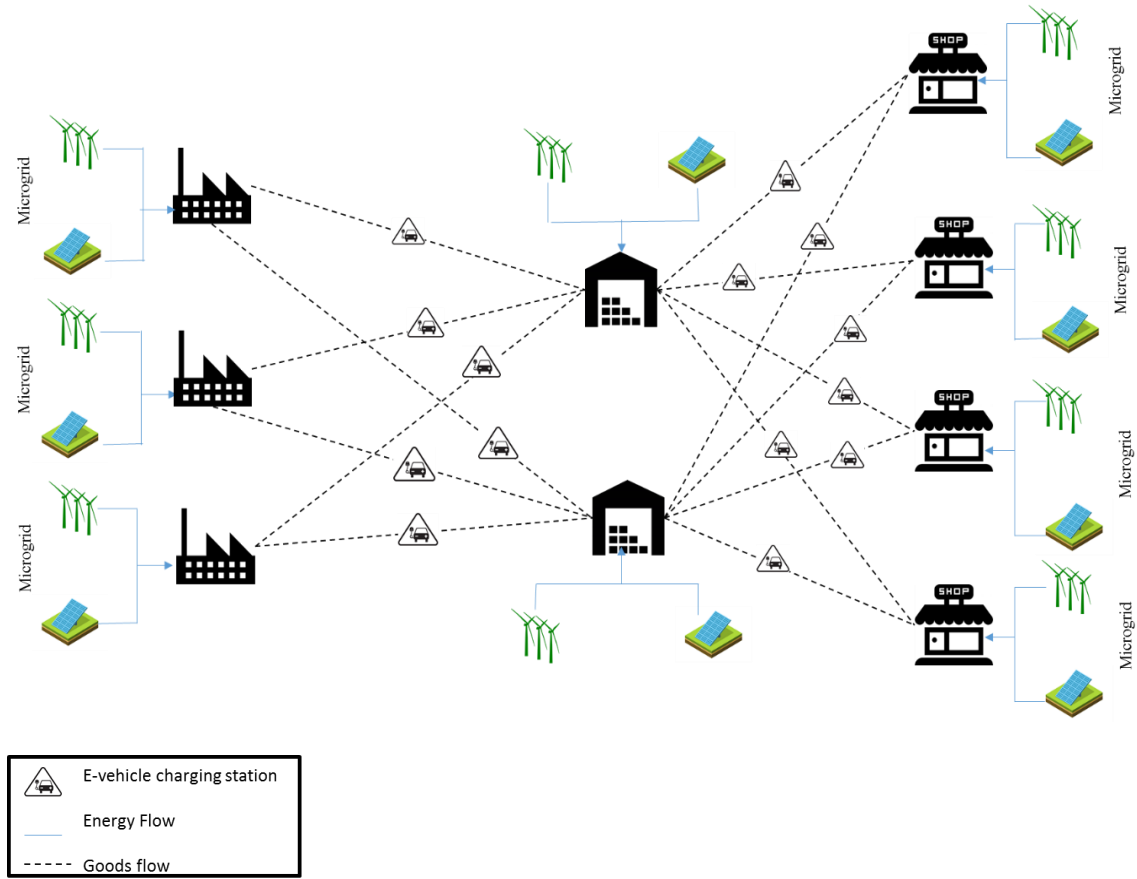 SHOP
Microgrid
Microgrid
SHOP
Microgrid
Microgrid
SHOP
Microgrid
Microgrid
SHOP
Microgrid
E-vehicle charging station
Energy Flow
Goods flow